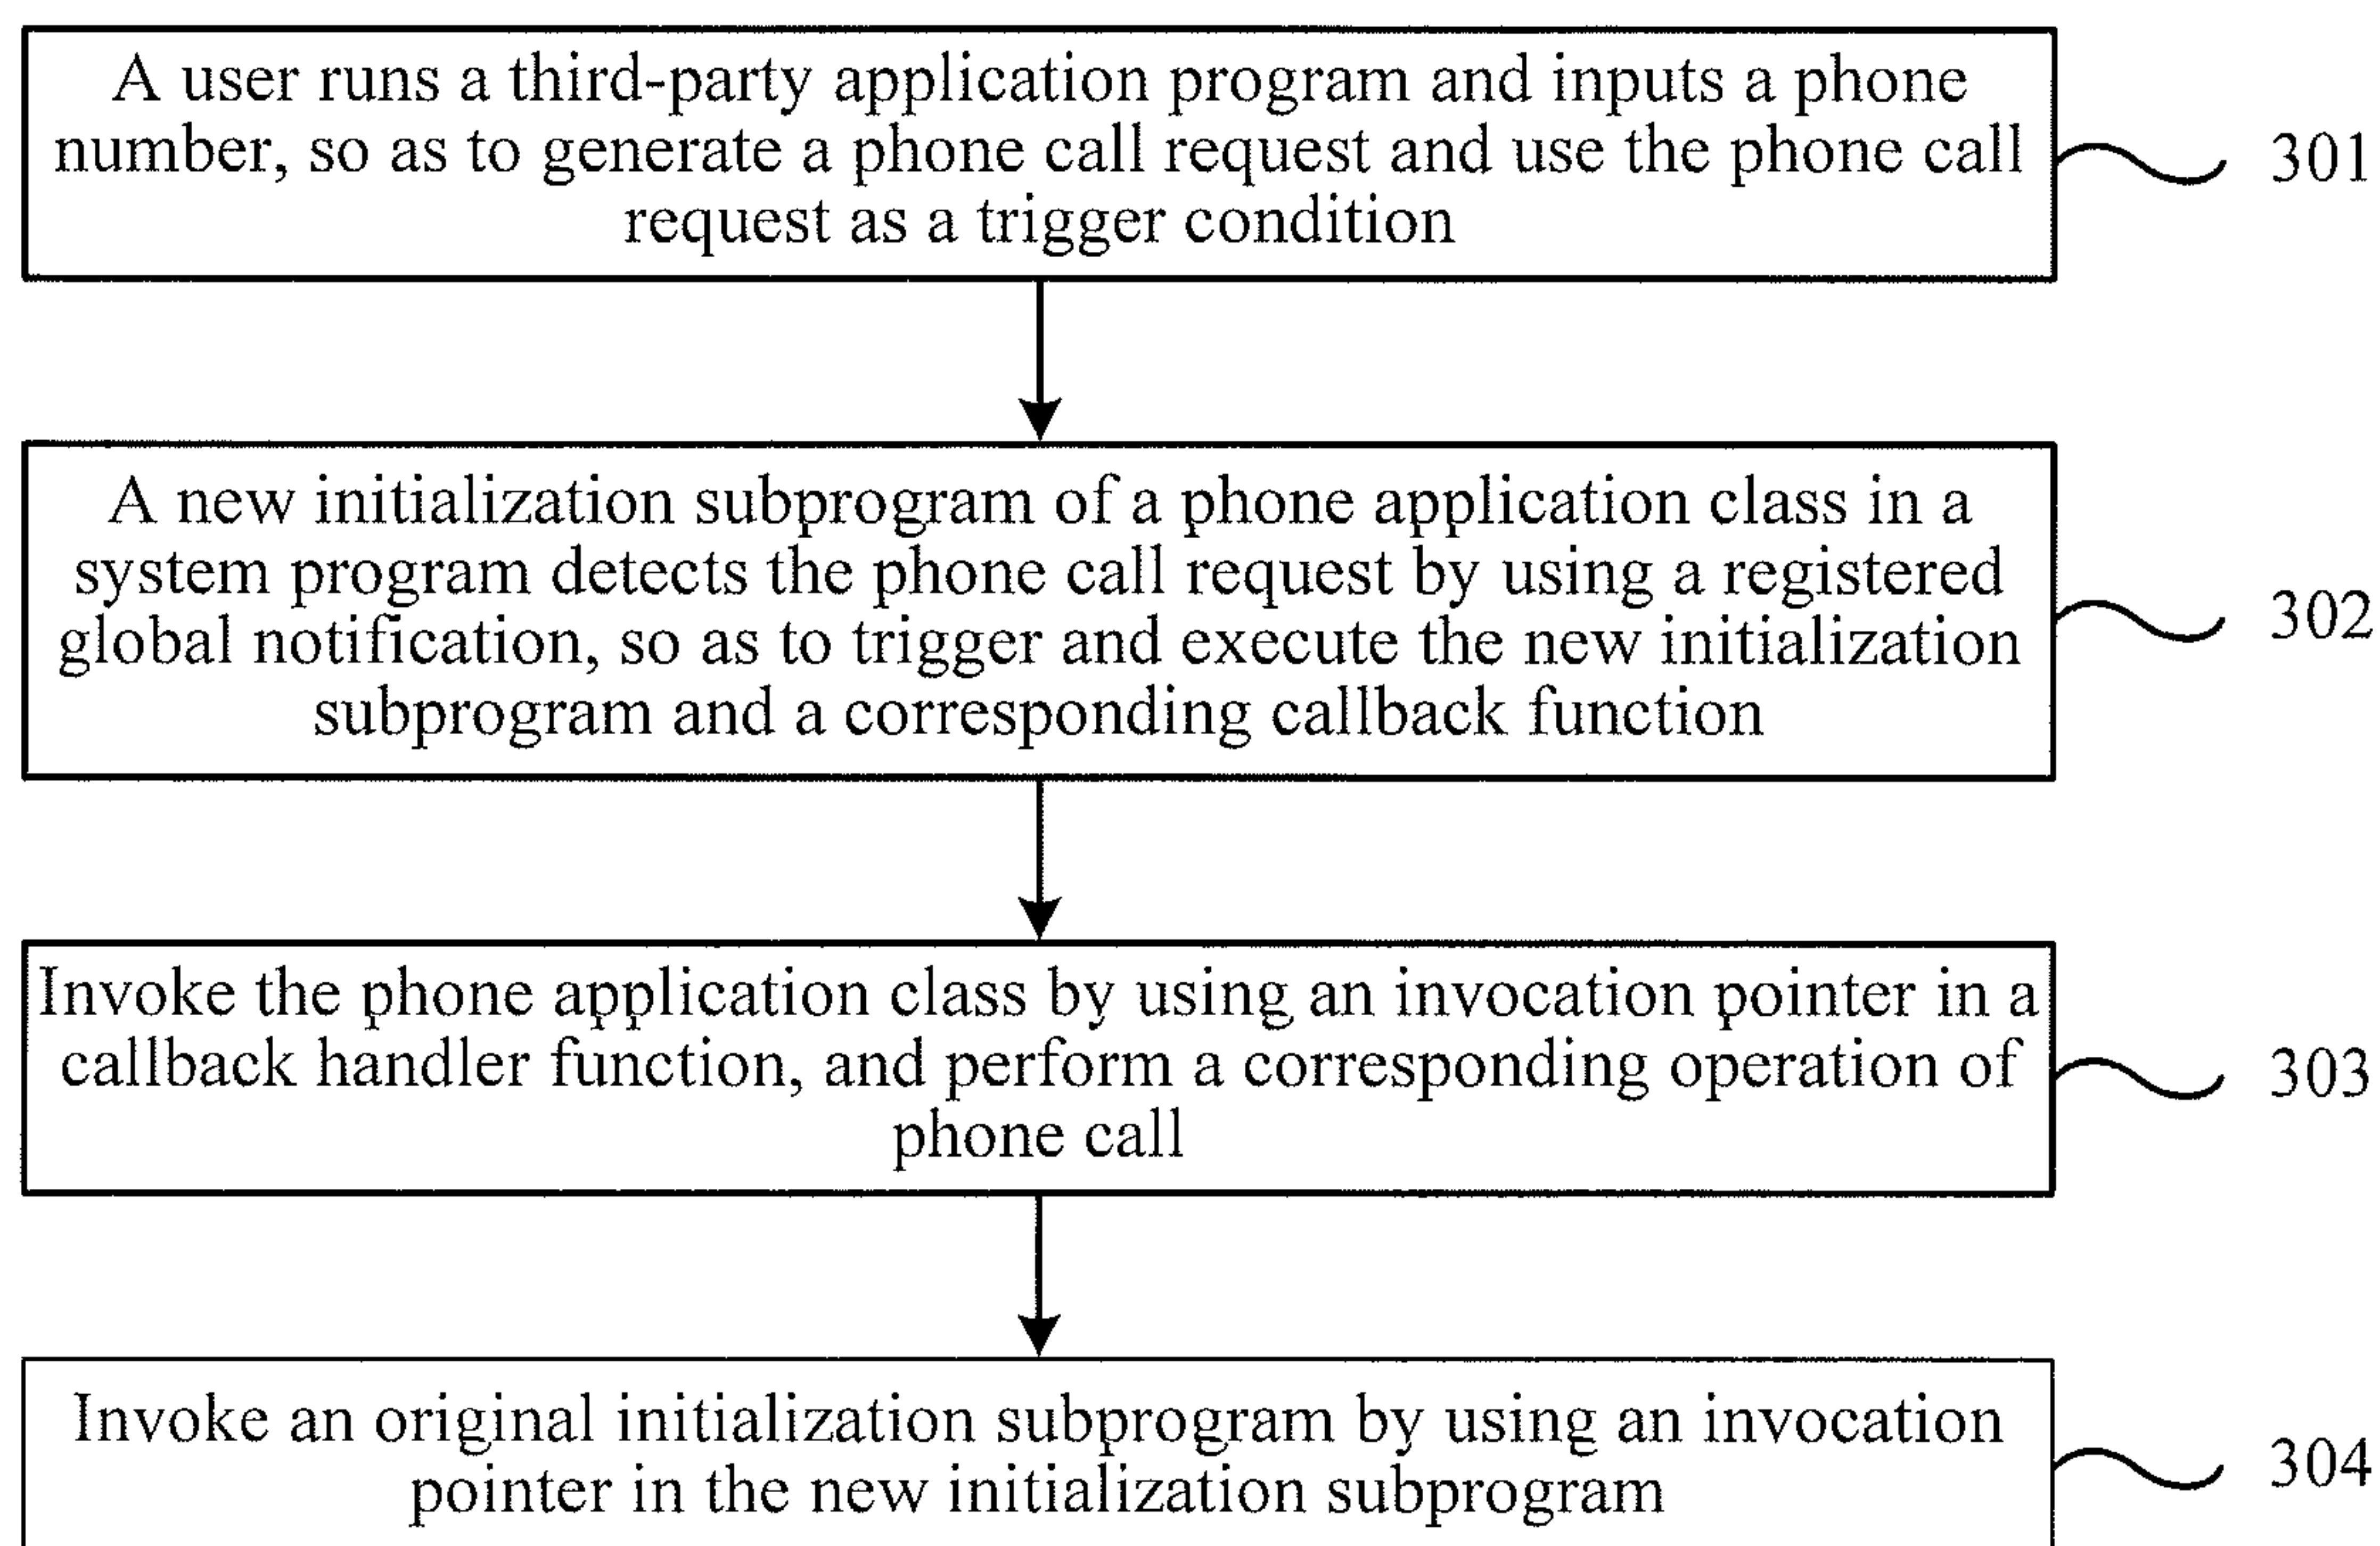 A user runs a third-party application program and inputs a phone
number, so as to generate a phone call request and use the phone call
request as a trigger condition
301
A new initialization subprogram of a phone application class in a
system program detects the phone call request by using a registered
global notification, so as to trigger and execute the new initialization
subprogram and a corresponding callback function
302
Invoke the phone application class by using an invocation pointer in a
callback handler function, and perform a corresponding operation of
phone call
303
Invoke an original initialization subprogram by using an invocation
pointer in the new initialization subprogram
304